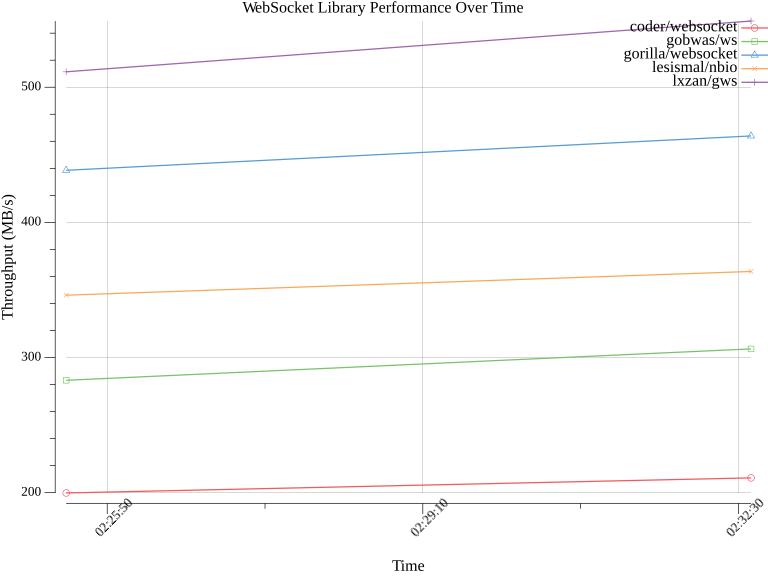 WebSocket Library Performance Over Time
coder/websocket
gobwas/ws
gorilla/websocket
lesismal/nbio
lxzan/gws
Throughput (MB/s)
500
400
300
200
02:25:50
02:29:10
02:32:30
Time